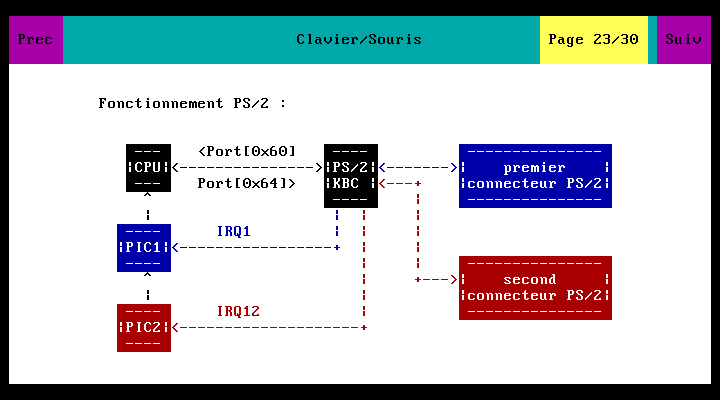 Prec Clavier/Souris Page 23/30 Suiv
Fonctionnement PS/2 :
<Port[0x60]
CPU PS/2 premier
Port[0x64]> KBC connecteur PS/2
IRQ1
PIC1
second
connecteur PS/2
IRQ12
PIC2